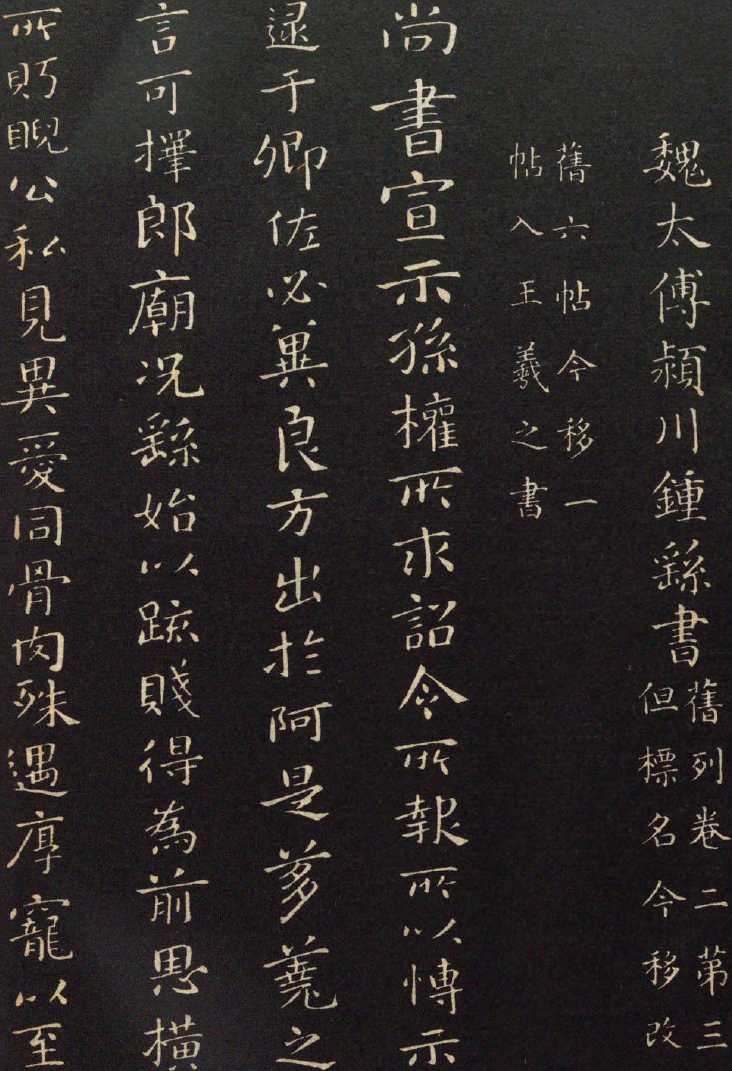 魏太傅潁川鍾繇書
舊列卷二第三
但標名今移改
舊六帖今移一
帖入王羲之書
尚書宣示孫權所求詔令所報所以博示
逮于卿佐必冀良方出於阿是芻蕘之
言可擇郎廟況繇始以疏賤得為前恩橫
所盻睨公私見異愛同骨肉殊遇厚寵以至